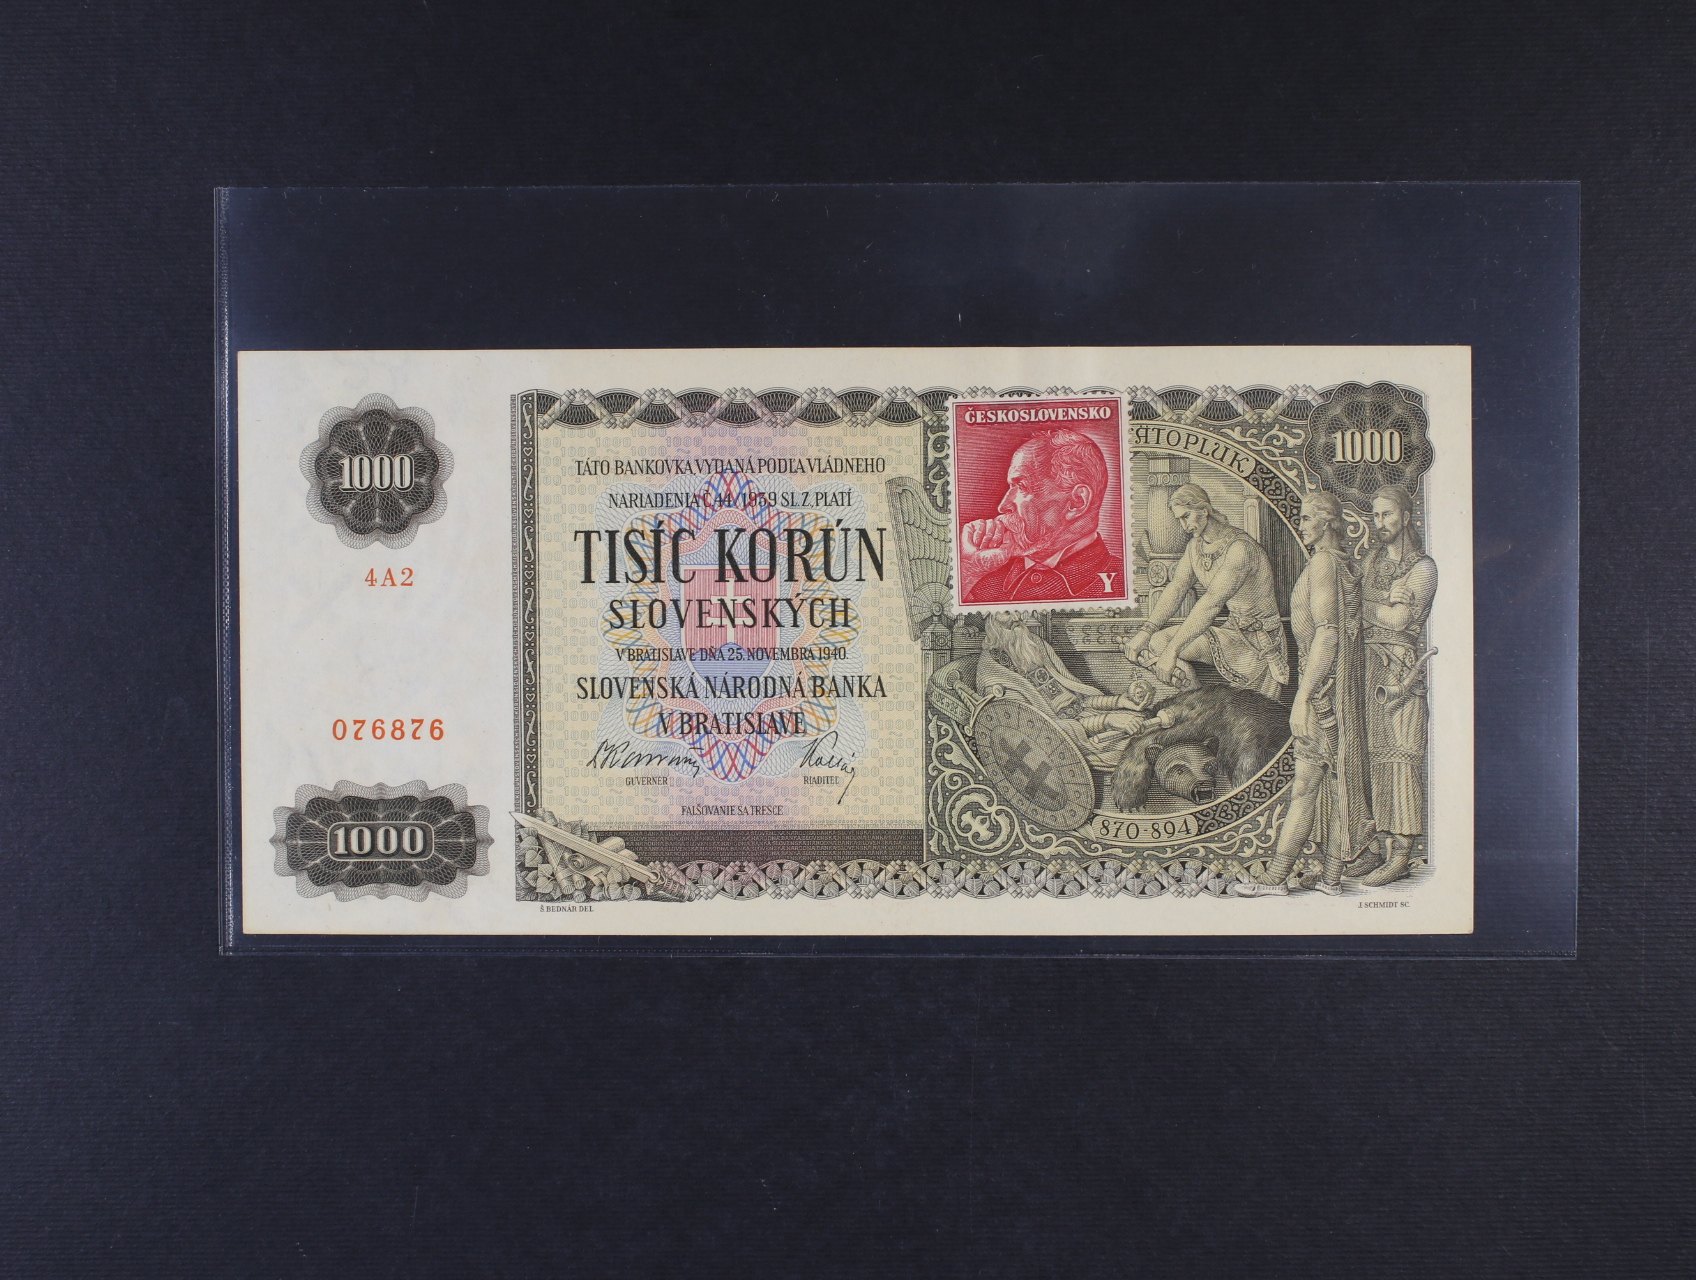 1000
4A2
076876
1000
TÁTO BANKOVKA VYDANÁ PODĽA VLÁDNEHO
NARIADENIA Č. 44/1939 SL. Z. PLATÍ
TISÍC KORÚN
SLOVENSKÝCH
V BRATISLAVE DŇA 25. NOVEMBRA 1940.
SLOVENSKÁ NÁRODNÁ BANKA
V BRATISLAVE
GUVERNÉR RIADITEĽ
FALŠOVANIE SA TRESCE
Š. BEDNÁR DEL.
ČESKOSLOVENSKO
Y
ÄTOPLUK
1000
870-894
J. SCHMIDT SC.